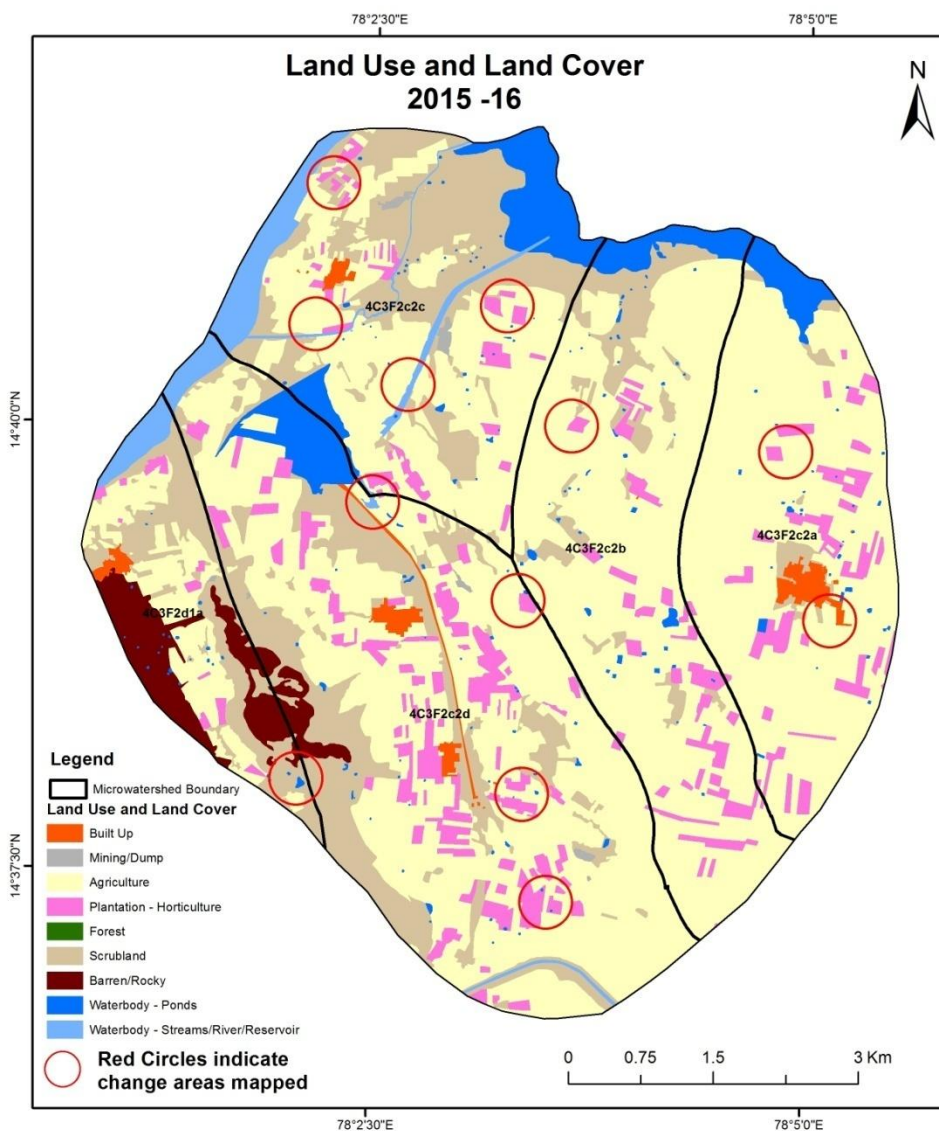 78°2'30"E
78°5'0"E
Land Use and Land Cover
2015 -16
N
4C3F2c2c
14°40'0"N
4C3F2c2a
4C3F2c2b
4C3F2d1a
4C3F2c2d
14°37'30"N
Legend
Microwatershed Boundary
Land Use and Land Cover
Built Up
Mining/Dump
Agriculture
Plantation - Horticulture
Forest
Scrubland
Barren/Rocky
Waterbody - Ponds
Waterbody - Streams/River/Reservoir
Red Circles indicate
change areas mapped
0 0.75 1.5 3 Km
78°2'30"E
78°5'0"E